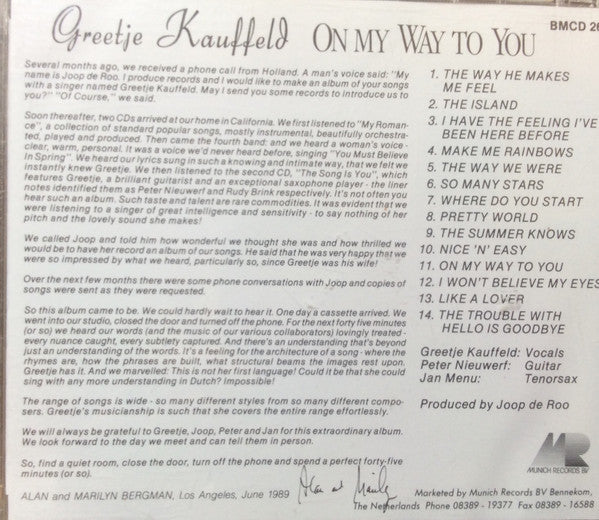 Greetje Kauffeld ON MY WAY TO YOU
BMCD 26
Several months ago, we received a phone call from Holland. A man's voice said: "My
name is Joop de Roo. I produce records and I would like to make an album of your songs
with a singer named Greetje Kauffeld. May I send you some records to introduce us to
you?" "Of Course," we said.
Soon thereafter, two CDs arrived at our home in California. We first listened to "My Roman-
ce", a collection of standard popular songs, mostly instrumental, beautifully orchestra-
ted, played and produced. Then came the fourth band: and we heard a woman's voice -
clear, warm, personal. It was a voice we'd never heard before, singing "You Must Believe
In Spring". We heard our lyrics sung in such a knowing and intimate way, that we felt we
instantly knew Greetje. We then listened to the second CD, "The Song Is You", which
features Greetje, a brilliant guitarist and an exceptional saxophone player - the liner
notes identified them as Peter Nieuwerf and Rudy Brink respectively. It's not often you
hear such an album. Such taste and talent are rare commodities. It was evident that we
were listening to a singer of great intelligence and sensitivity - to say nothing of her
pitch and the lovely sound she makes!
We called Joop and told him how wonderful we thought she was and how thrilled we
would be to have her record an album of our songs. He said that he was very happy that we
were so impressed by what we heard, particularly so, since Greetje was his wife!
Over the next few months there were some phone conversations with Joop and copies of
songs were sent as they were requested.
So this album came to be. We could hardly wait to hear it. One day a cassette arrived. We
went into our studio, closed the door and turned off the phone. For the next forty five minutes
(or so) we heard our words (and the music of our various collaborators) lovingly treated -
every nuance caught, every subtlety captured. And there's an understanding that's beyond
just an understanding of the words. It's a feeling for the architecture of a song - where the
rhymes are, how the phrases are built, what structural beams the images rest upon.
Greetje has it. And we marvelled: This is not her first language! Could it be that she could
sing with any more understanding in Dutch? Impossible!
The range of songs is wide - so many different styles from so many different compo-
sers. Greetje's musicianship is such that she covers the entire range effortlessly.
We will always be grateful to Greetje, Joop, Peter and Jan for this extraordinary album.
We look forward to the day we meet and can tell them in person.
So, find a quiet room, close the door, turn off the phone and spend a perfect forty-five
minutes (or so).
ALAN and MARILYN BERGMAN, Los Angeles, June 1989
1. THE WAY HE MAKES
ME FEEL
2. THE ISLAND
3. I HAVE THE FEELING I'VE
BEEN HERE BEFORE
4. MAKE ME RAINBOWS
5. THE WAY WE WERE
6. SO MANY STARS
7. WHERE DO YOU START
8. PRETTY WORLD
9. THE SUMMER KNOWS
10. NICE 'N' EASY
11. ON MY WAY TO YOU
12. I WON'T BELIEVE MY EYES
13. LIKE A LOVER
14. THE TROUBLE WITH
HELLO IS GOODBYE
Greetje Kauffeld: Vocals
Peter Nieuwerf: Guitar
Jan Menu: Tenorsax
Produced by Joop de Roo
MR
MUNICH RECORDS BV
Marketed by Munich Records BV Bennekom,
The Netherlands Phone 08389 - 19377 Fax 08389 - 16588